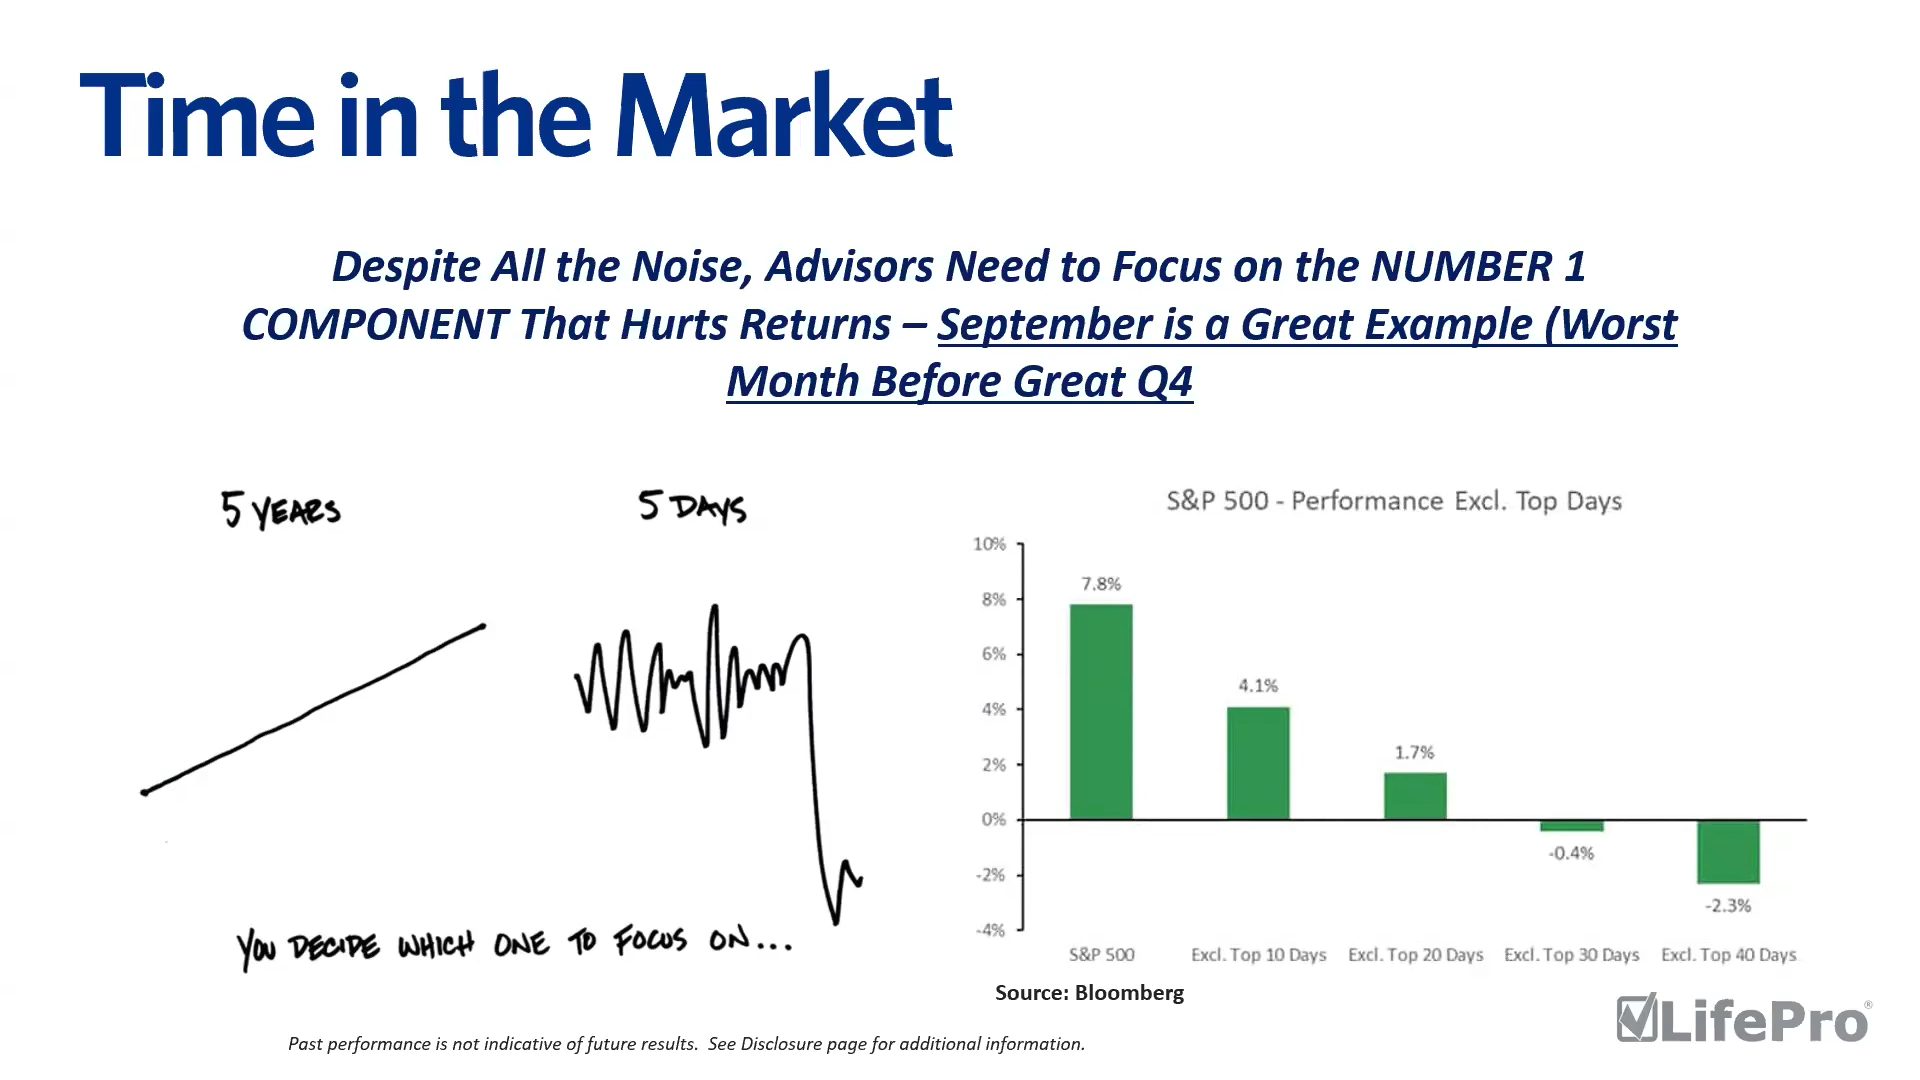 Time in the Market
Despite All the Noise, Advisors Need to Focus on the NUMBER 1
COMPONENT That Hurts Returns – September is a Great Example (Worst
Month Before Great Q4
5 YEARS
5 DAYS
YOU DECIDE WHICH ONE TO FOCUS ON...
S&P 500 - Performance Excl. Top Days
10%
8%
6%
4%
2%
0%
-2%
-4%
7.8%
4.1%
1.7%
-0.4%
-2.3%
S&P 500
Excl. Top 10 Days
Excl. Top 20 Days
Excl. Top 30 Days
Excl. Top 40 Days
Source: Bloomberg
LifePro®
Past performance is not indicative of future results. See Disclosure page for additional information.